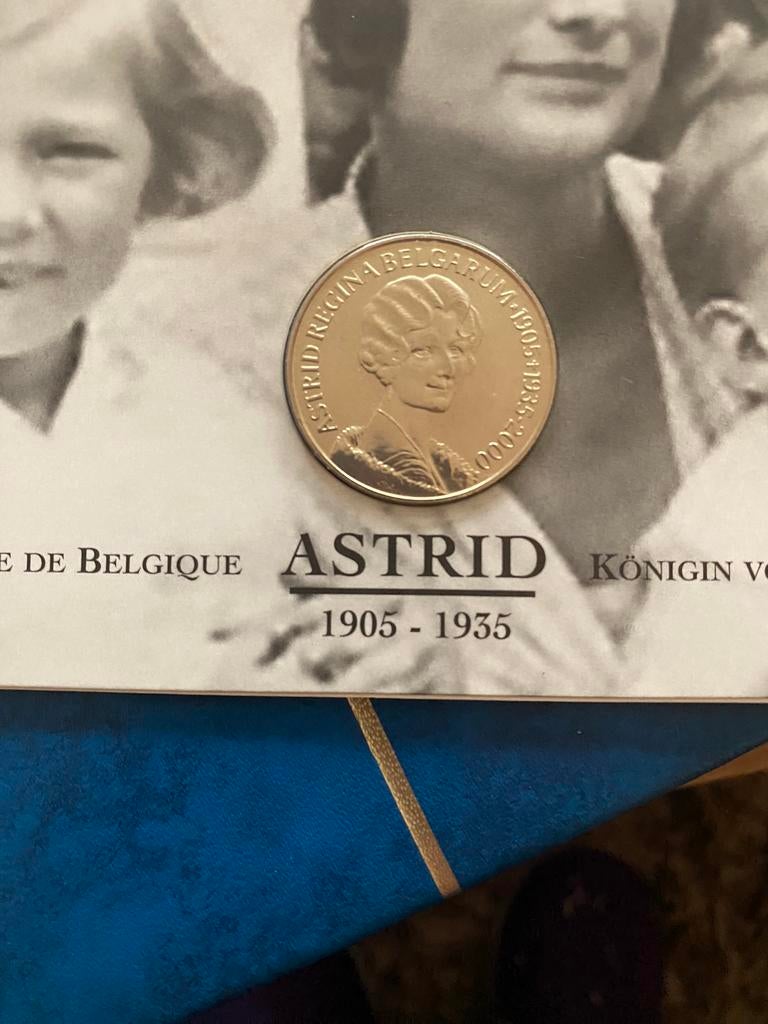 ASTRID REGINA BELGARUM·1905+1935·2000
E DE BELGIQUE ASTRID KÖNIGIN VO
1905 - 1935